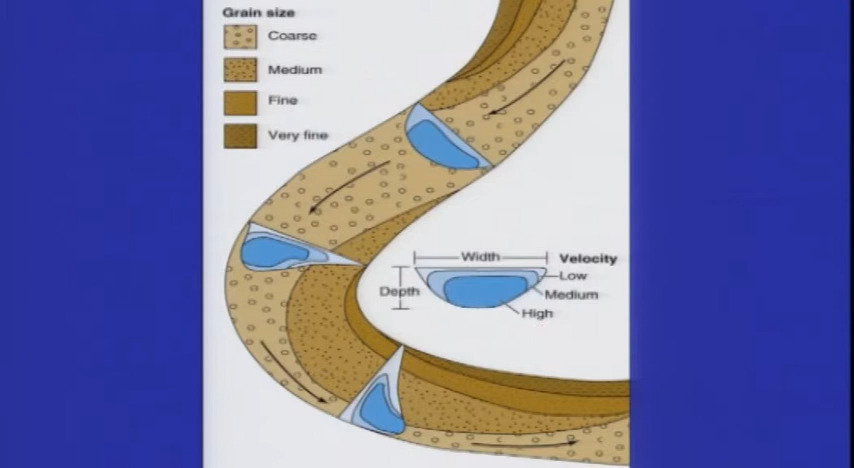 Grain size
Coarse
Medium
Fine
Very fine
Width
Velocity
Low
Depth
Medium
High